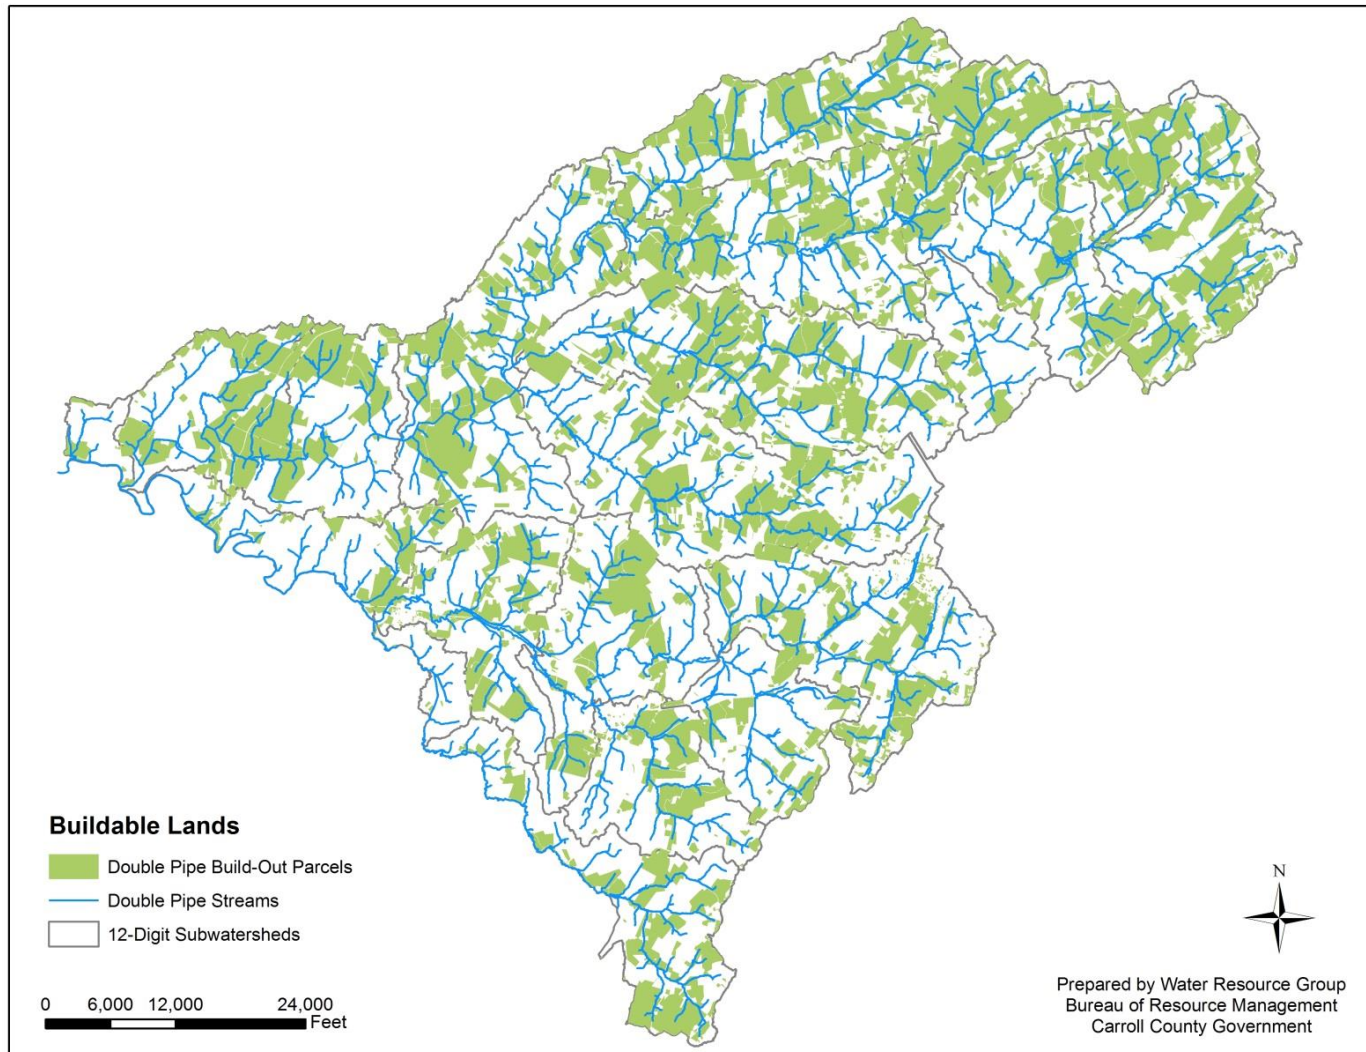 Buildable Lands
Double Pipe Build-Out Parcels
Double Pipe Streams
12-Digit Subwatersheds
0 6,000 12,000 24,000
Feet
N
Prepared by Water Resource Group
Bureau of Resource Management
Carroll County Government